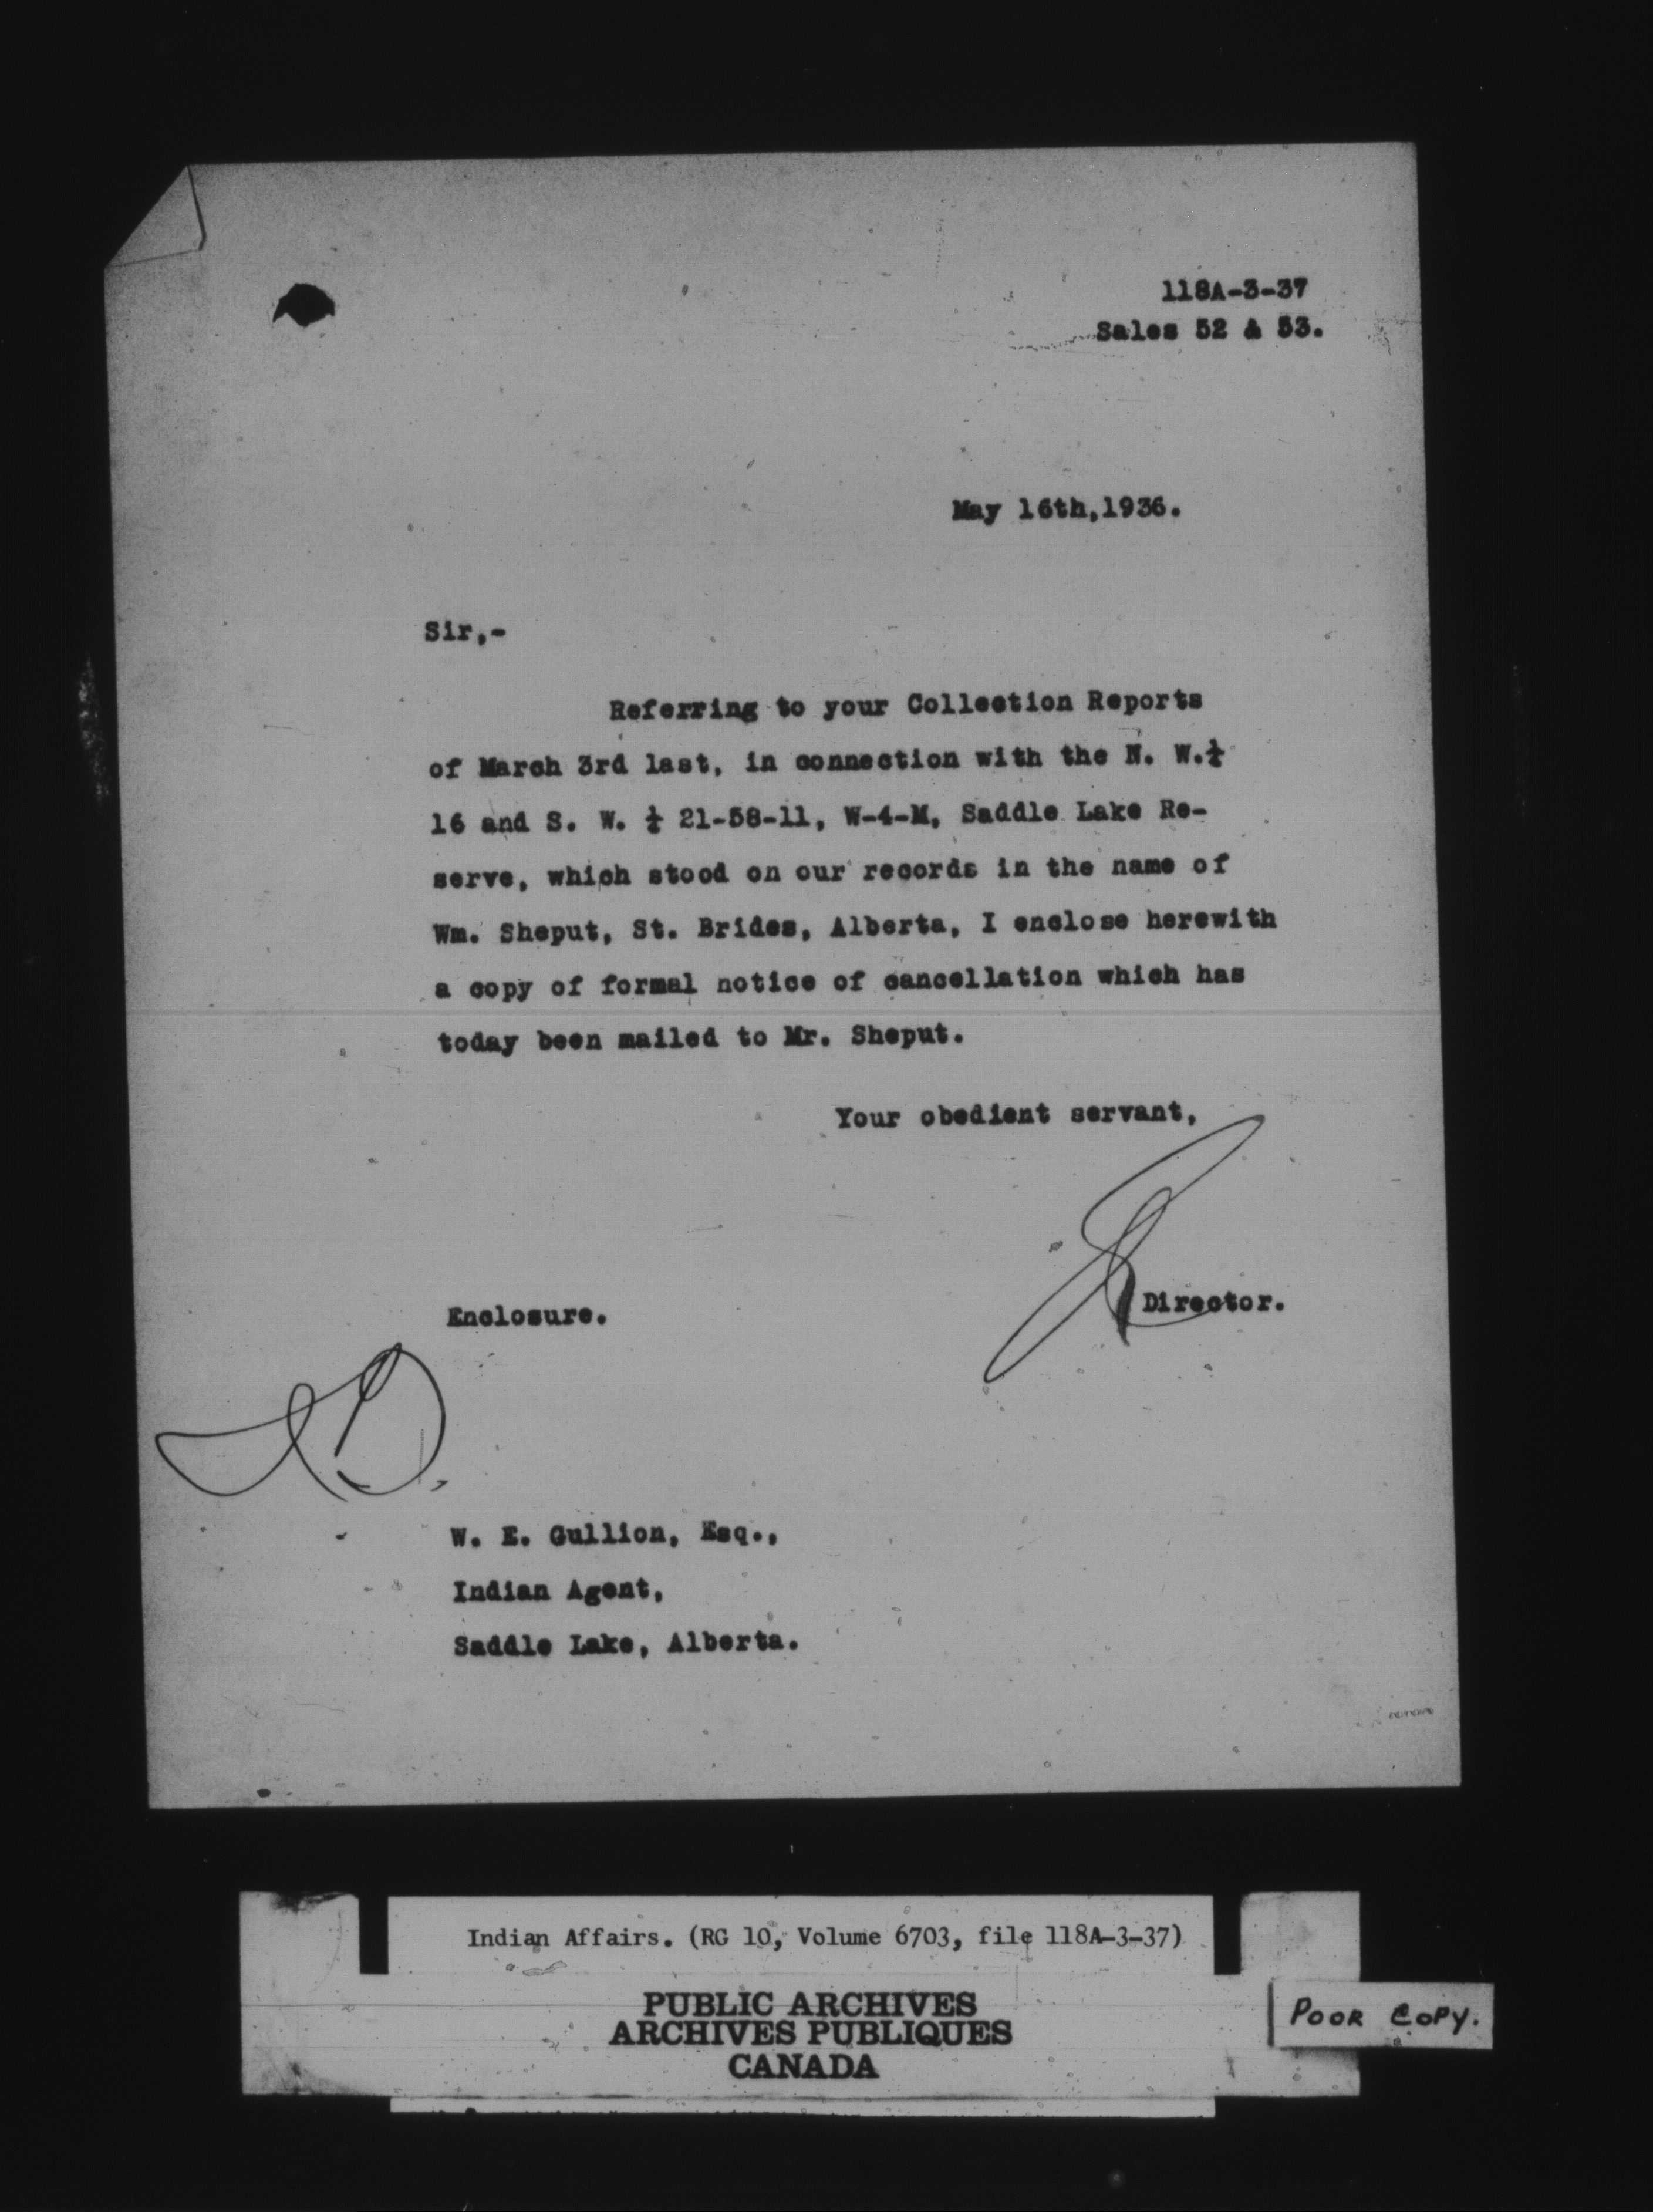 118A-3-37
Sales 52 & 53.
May 16th,1936.
Sir,-
Referring to your Collection Reports
of March 3rd last, in connection with the N. W.¼
16 and S. W. ¼ 21-58-11, W-4-M, Saddle Lake Re-
serve, which stood on our records in the name of
Wm. Sheput, St. Brides, Alberta, I enclose herewith
a copy of formal notice of cancellation which has
today been mailed to Mr. Sheput.
Your obedient servant,
Director.
Enclosure.
W. E. Gullion, Esq.,
Indian Agent,
Saddle Lake, Alberta.
Indian Affairs. (RG 10, Volume 6703, file 118A-3-37)
PUBLIC ARCHIVES
ARCHIVES PUBLIQUES
CANADA
POOR COPY.